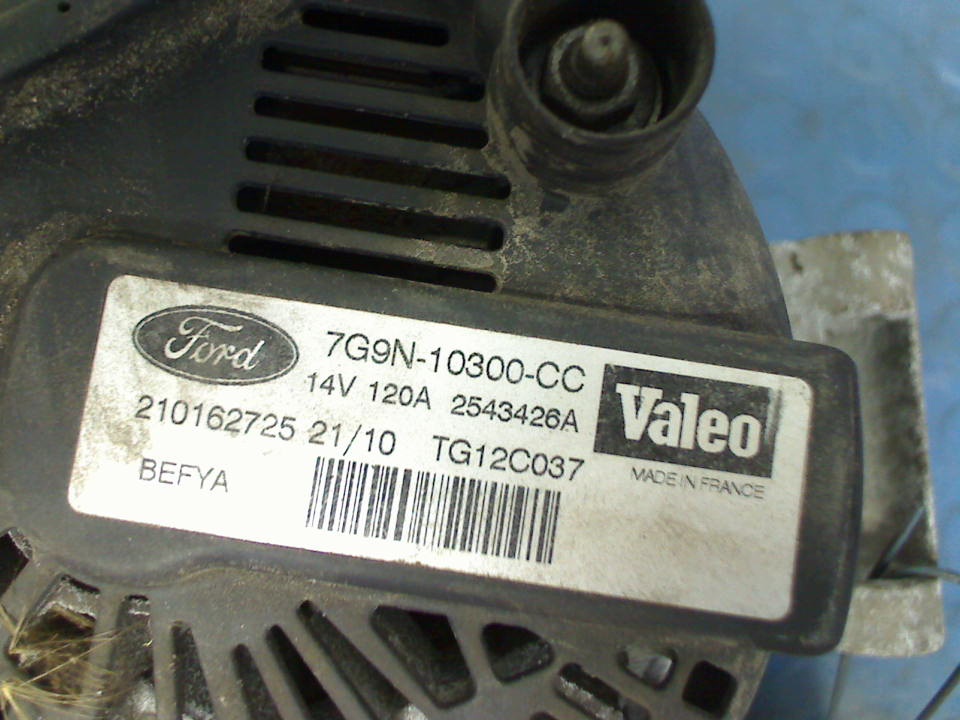 Ford
7G9N-10300-CC
14V 120A 2543426A
Valeo
210162725 21/10 TG12C037
MADE IN FRANCE
BEFYA